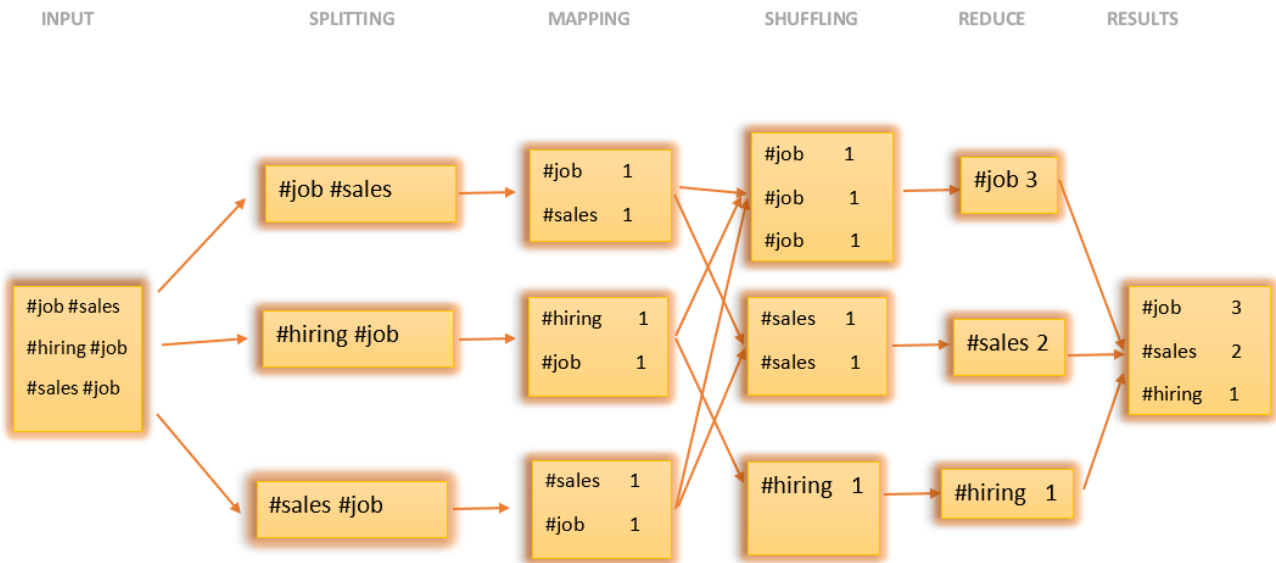 INPUT
SPLITTING
MAPPING
SHUFFLING
REDUCE
RESULTS
#job #sales
#hiring #job
#sales #job
#job #sales
#hiring #job
#sales #job
#job 1
#sales 1
#hiring 1
#job 1
#sales 1
#job 1
#job 1
#job 1
#job 1
#sales 1
#sales 1
#hiring 1
#job 3
#sales 2
#hiring 1
#job 3
#sales 2
#hiring 1